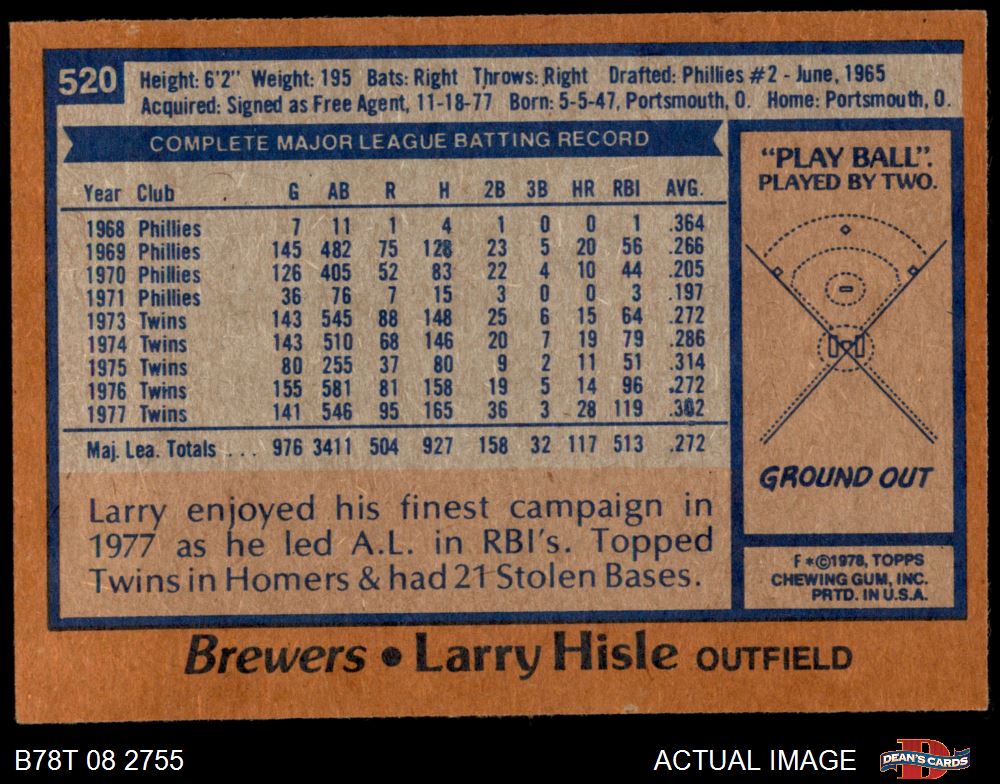 520
Height: 6'2" Weight: 195 Bats: Right Throws: Right Drafted: Phillies #2 - June, 1965
Acquired: Signed as Free Agent, 11-18-77 Born: 5-5-47, Portsmouth, O. Home: Portsmouth, O.
COMPLETE MAJOR LEAGUE BATTING RECORD
Year Club G AB R H 2B 3B HR RBI AVG.
1968 Phillies 7 11 1 4 1 0 0 1 .364
1969 Phillies 145 482 75 128 23 5 20 56 .266
1970 Phillies 126 405 52 83 22 4 10 44 .205
1971 Phillies 36 76 7 15 3 0 0 3 .197
1973 Twins 143 545 88 148 25 6 15 64 .272
1974 Twins 143 510 68 146 20 7 19 79 .286
1975 Twins 80 255 37 80 9 2 11 51 .314
1976 Twins 155 581 81 158 19 5 14 96 .272
1977 Twins 141 546 95 165 36 3 28 119 .302
Maj. Lea. Totals . . . 976 3411 504 927 158 32 117 513 .272
Larry enjoyed his finest campaign in
1977 as he led A.L. in RBI's. Topped
Twins in Homers & had 21 Stolen Bases.
"PLAY BALL".
PLAYED BY TWO.
GROUND OUT
F *©1978, TOPPS
CHEWING GUM, INC.
PRTD. IN U.S.A.
Brewers • Larry Hisle OUTFIELD
B78T 08 2755
ACTUAL IMAGE
DEAN'S CARDS